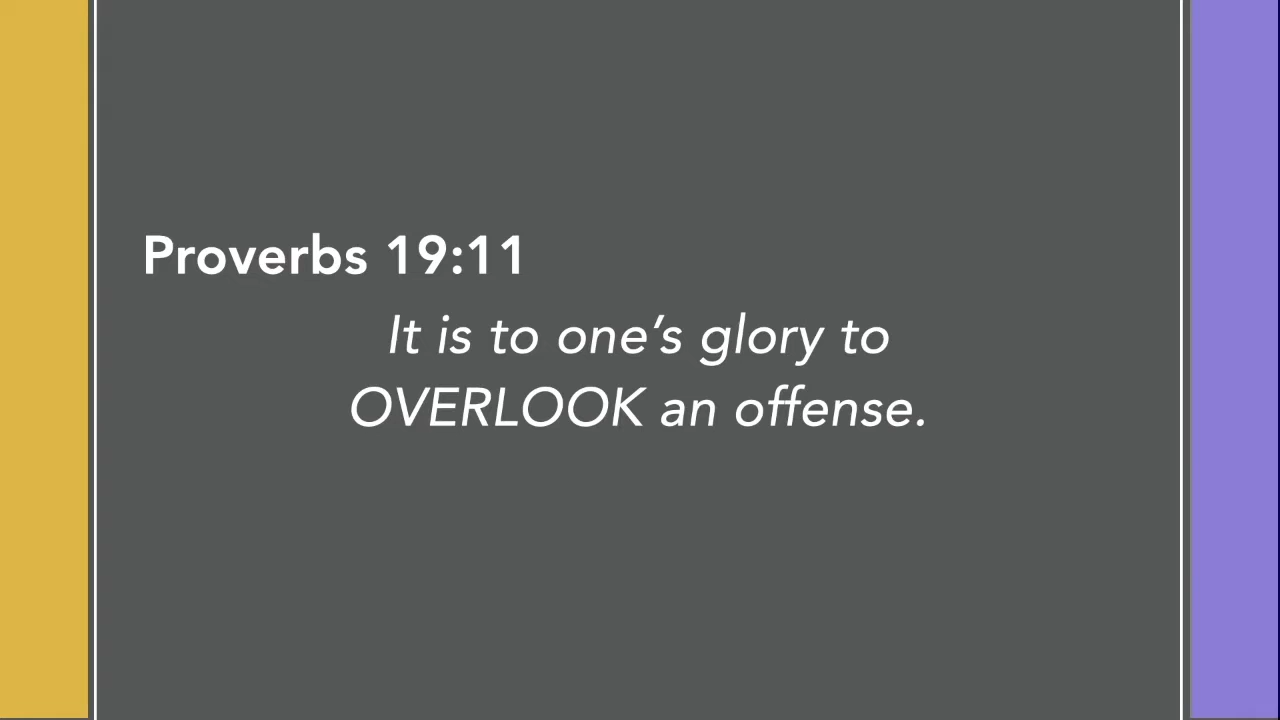 Proverbs 19:11
It is to one’s glory to
OVERLOOK an offense.